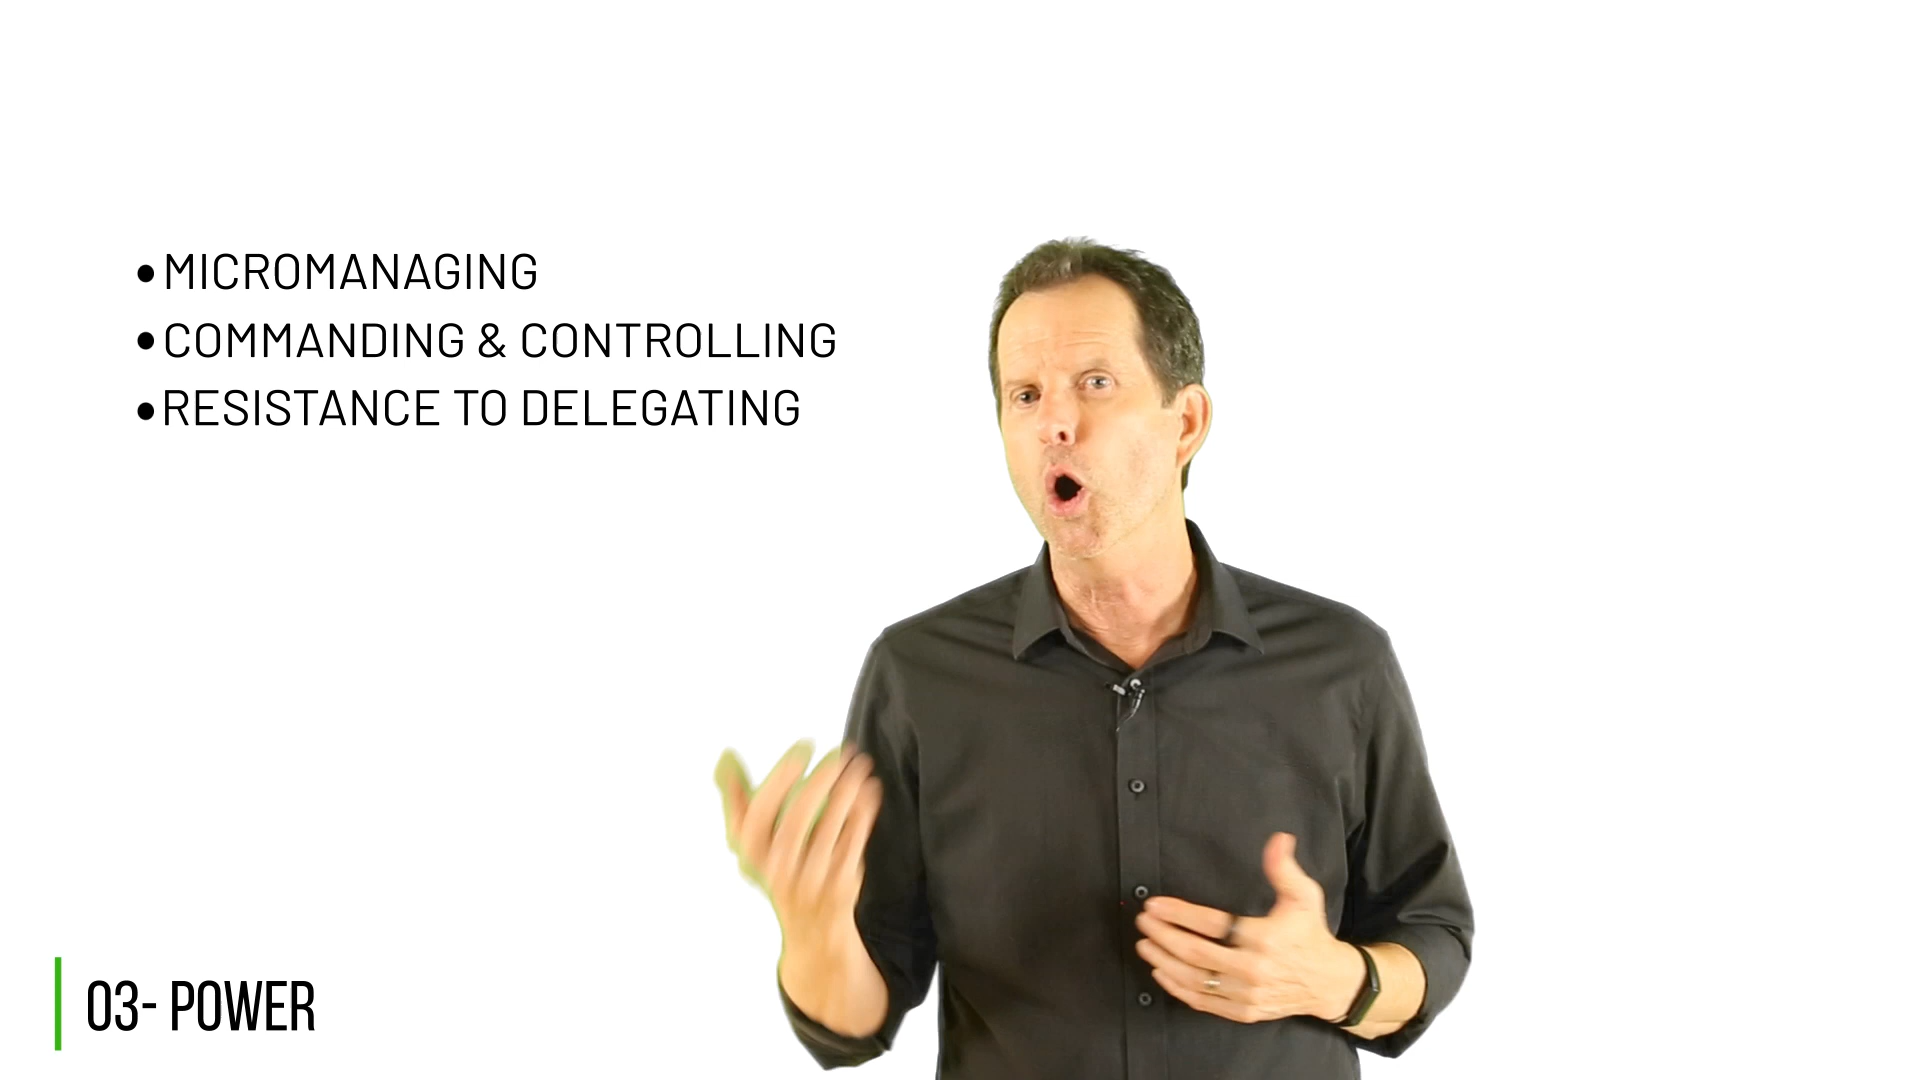 • MICROMANAGING
• COMMANDING & CONTROLLING
• RESISTANCE TO DELEGATING
03- POWER